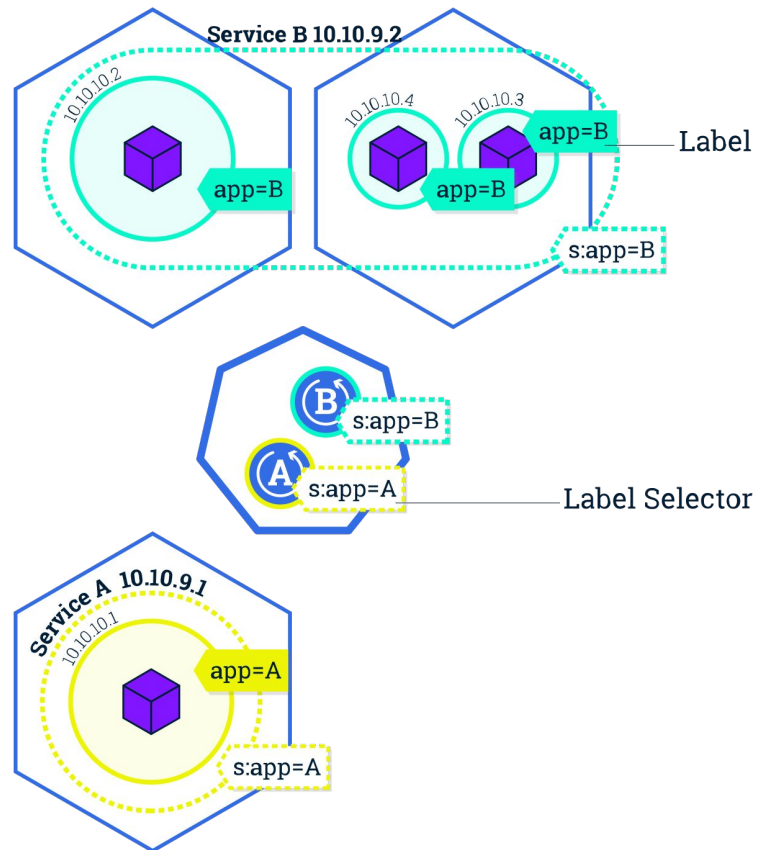 Service B 10.10.9.2
10.10.10.2
10.10.10.4
10.10.10.3
app=B
Label
app=B
app=B
s:app=B
B
s:app=B
A
s:app=A
Label Selector
Service A 10.10.9.1
10.10.10.1
app=A
s:app=A